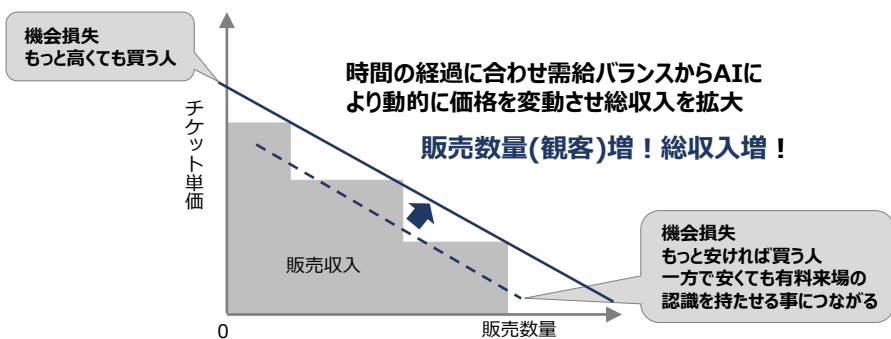 機会損失
もっと高くても買う人
時間の経過に合わせ需給バランスからAIに
より動的に価格を変動させ総収入を拡大
販売数量(観客)増！総収入増！
チケット単価
販売収入
機会損失
もっと安ければ買う人
一方で安くても有料来場の
認識を持たせる事につながる
0
販売数量